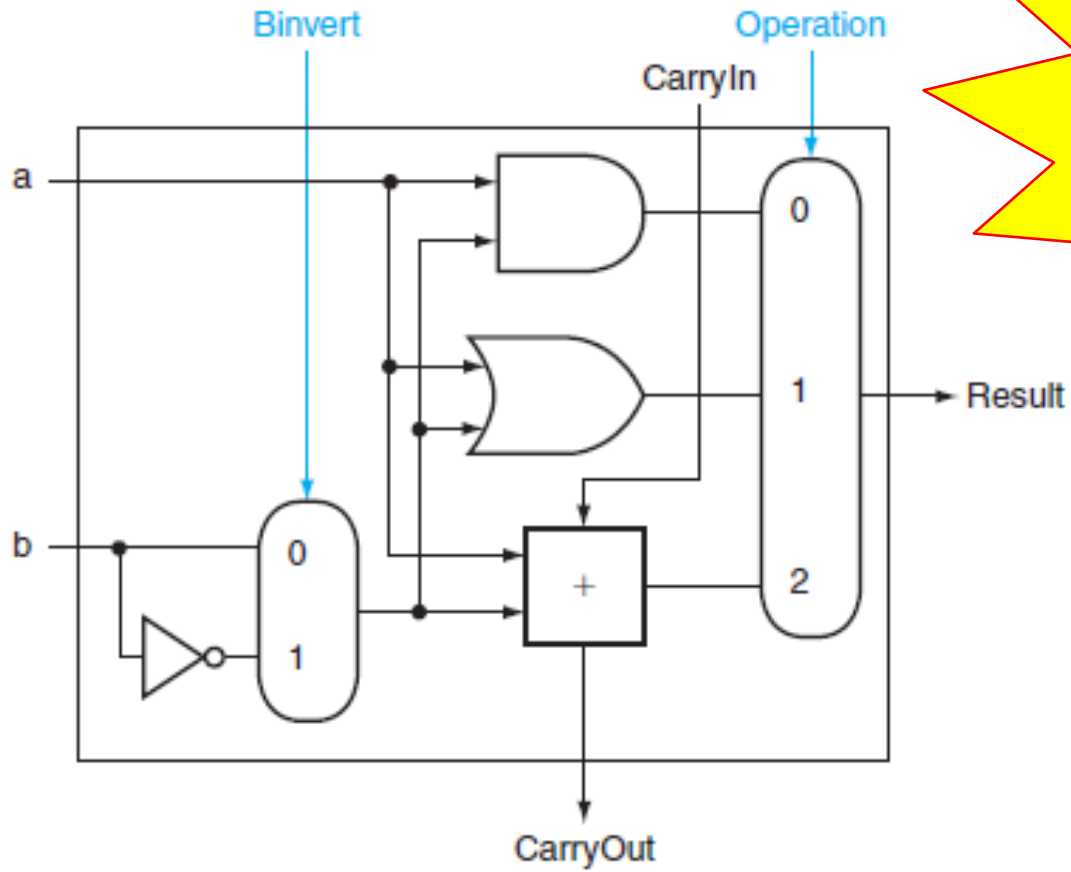 Binvert
Operation
CarryIn
a
0
1
Result
b
0
+
2
1
CarryOut